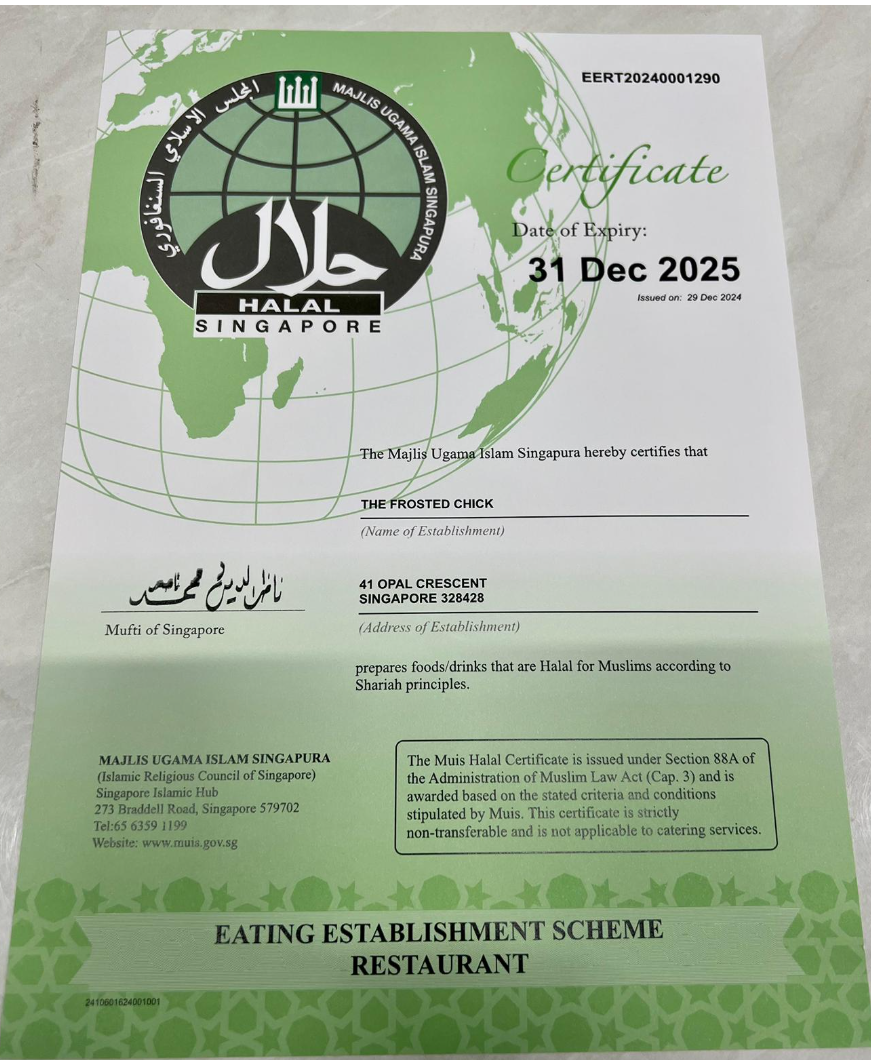 EERT20240001290
المجلس الاسلامي السنغافوري
MAJLIS UGAMA ISLAM SINGAPURA
حلال
HALAL
SINGAPORE
Certificate
Date of Expiry:
31 Dec 2025
Issued on: 29 Dec 2024
The Majlis Ugama Islam Singapura hereby certifies that
THE FROSTED CHICK
(Name of Establishment)
41 OPAL CRESCENT
SINGAPORE 328428
(Address of Establishment)
Mufti of Singapore
prepares foods/drinks that are Halal for Muslims according to
Shariah principles.
MAJLIS UGAMA ISLAM SINGAPURA
(Islamic Religious Council of Singapore)
Singapore Islamic Hub
273 Braddell Road, Singapore 579702
Tel:65 6359 1199
Website: www.muis.gov.sg
The Muis Halal Certificate is issued under Section 88A of
the Administration of Muslim Law Act (Cap. 3) and is
awarded based on the stated criteria and conditions
stipulated by Muis. This certificate is strictly
non-transferable and is not applicable to catering services.
EATING ESTABLISHMENT SCHEME
RESTAURANT
2410601624001001